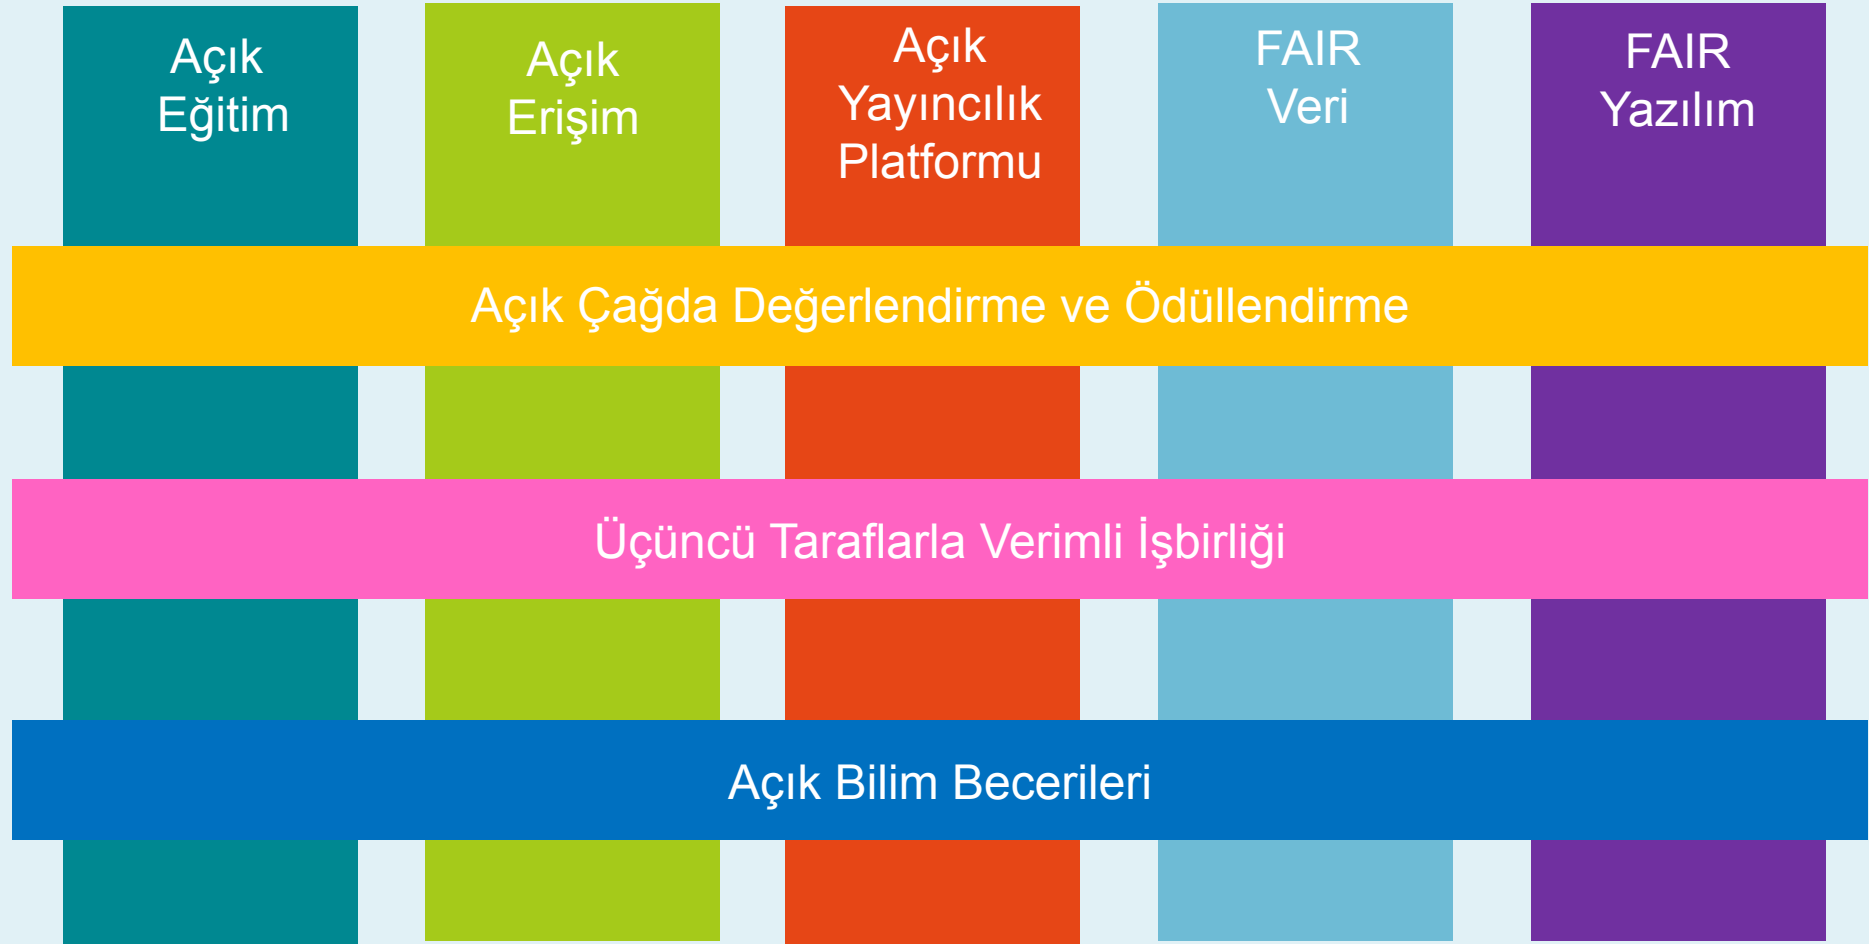 Açık
Eğitim
Açık
Erişim
Açık
Yayıncılık
Platformu
FAIR
Veri
FAIR
Yazılım
Açık Çağda Değerlendirme ve Ödüllendirme
Üçüncü Taraflarla Verimli İşbirliği
Açık Bilim Becerileri